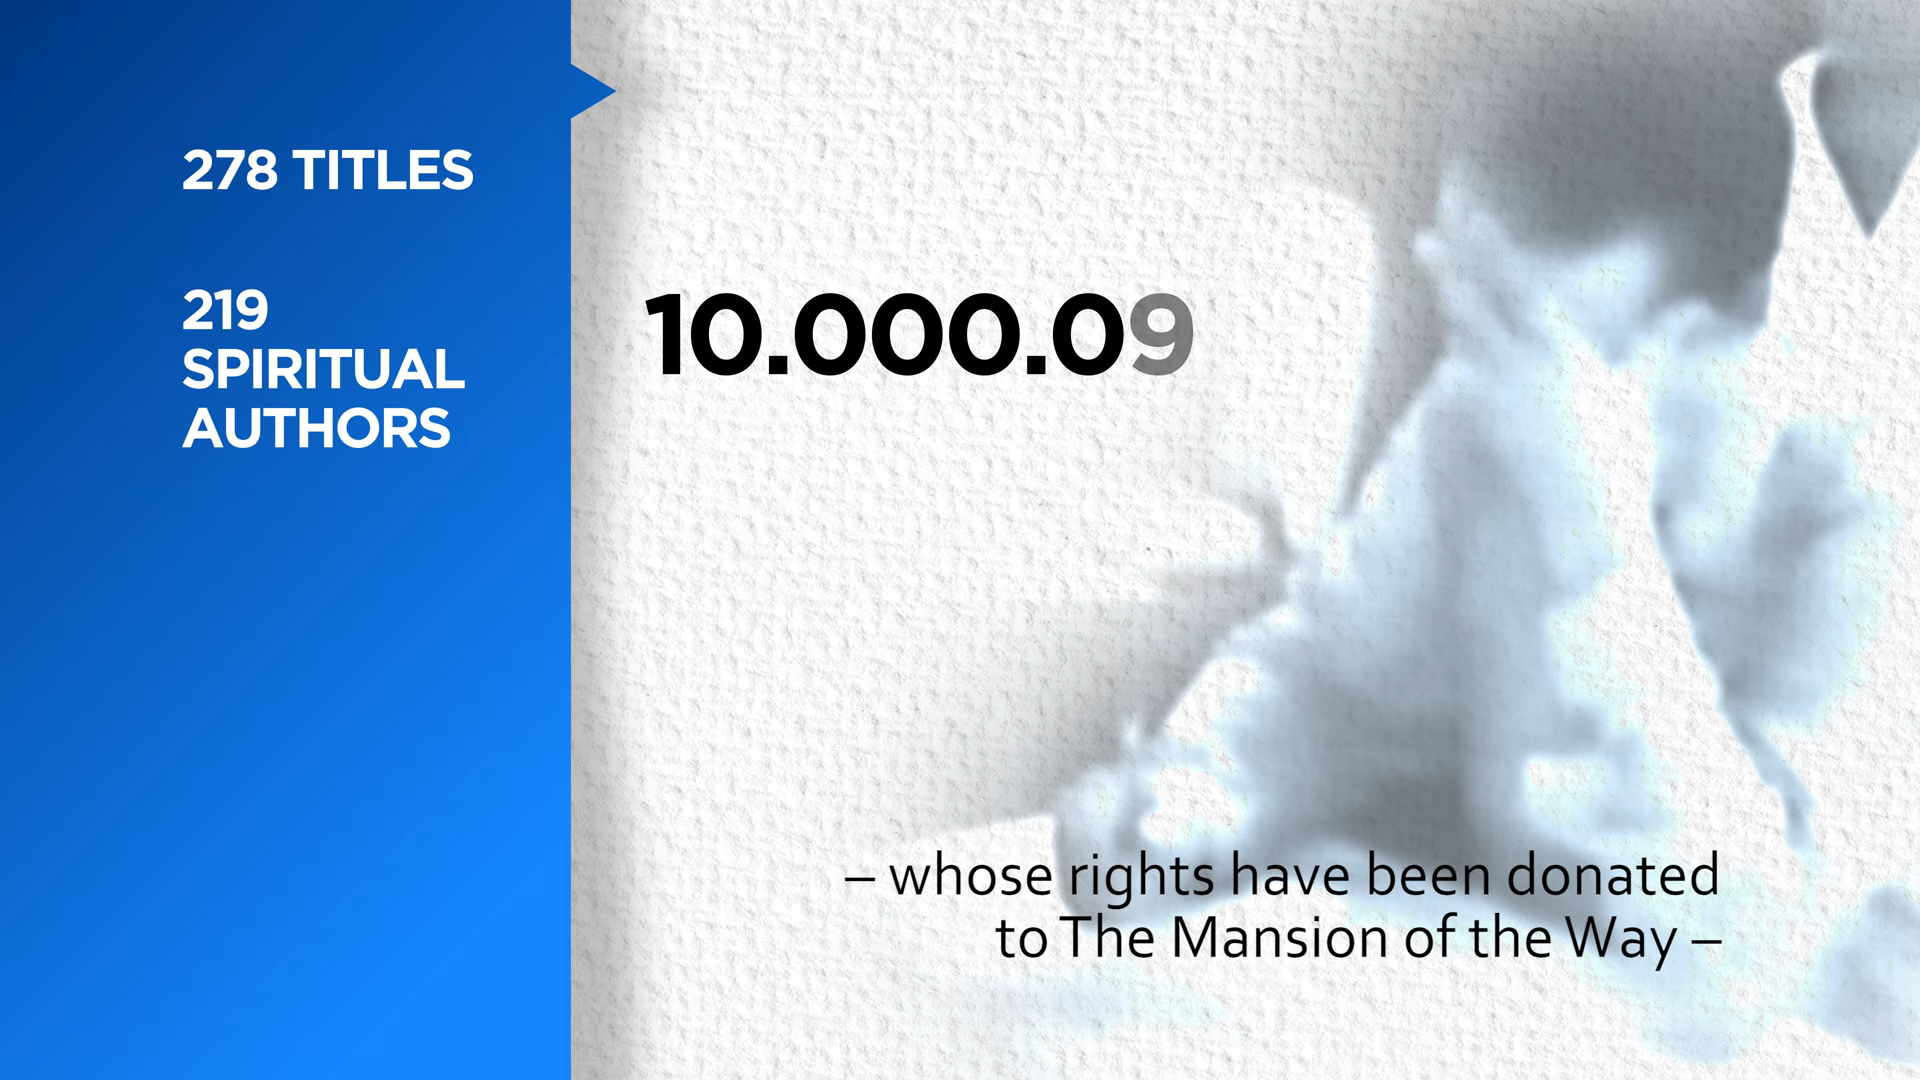 278 TITLES
219
SPIRITUAL
AUTHORS
10.000.09
– whose rights have been donated
to The Mansion of the Way –